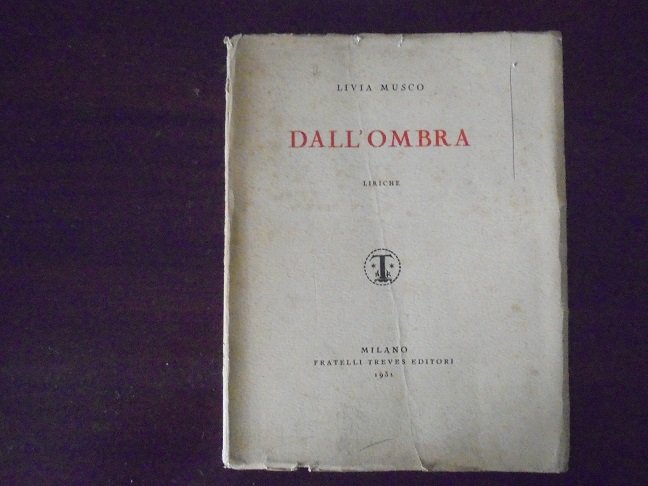 LIVIA MUSCO
DALL'OMBRA
LIRICHE
T
MILANO
FRATELLI TREVES EDITORI
1931